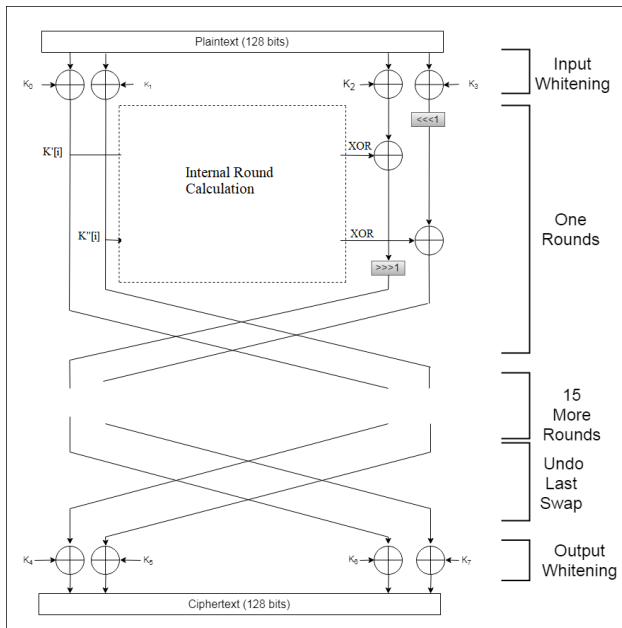 Plaintext (128 bits)
Input
Whitening
K0
K1
K2
K3
<<<1
K'[i]
XOR
Internal Round
Calculation
One
Rounds
K"[i]
XOR
>>>1
15
More
Rounds
Undo
Last
Swap
K4
K5
K6
K7
Output
Whitening
Ciphertext (128 bits)